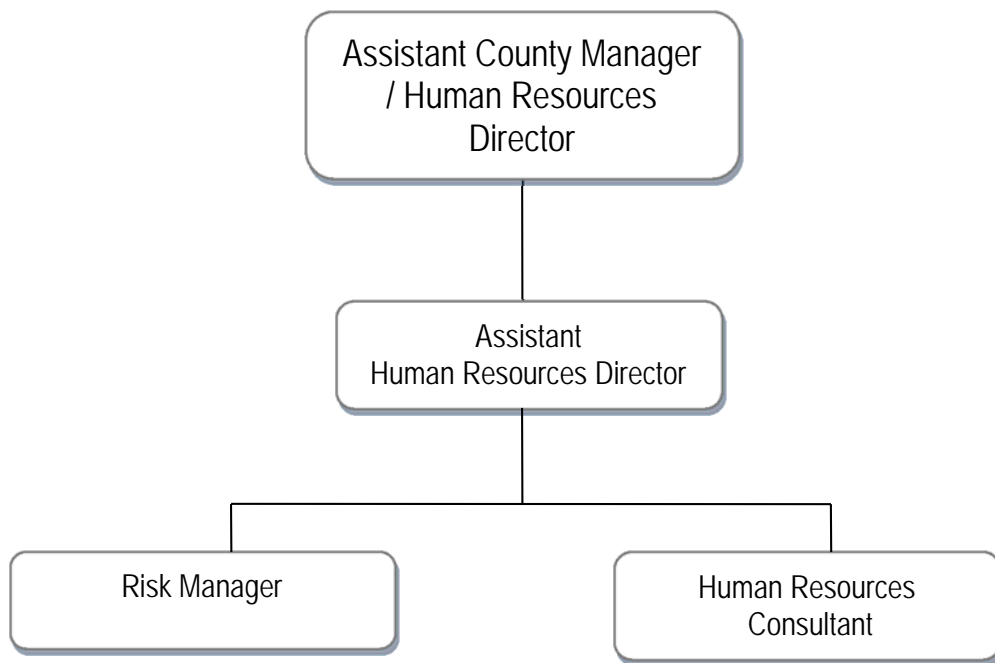 Assistant County Manager
/ Human Resources
Director
Assistant
Human Resources Director
Risk Manager
Human Resources
Consultant